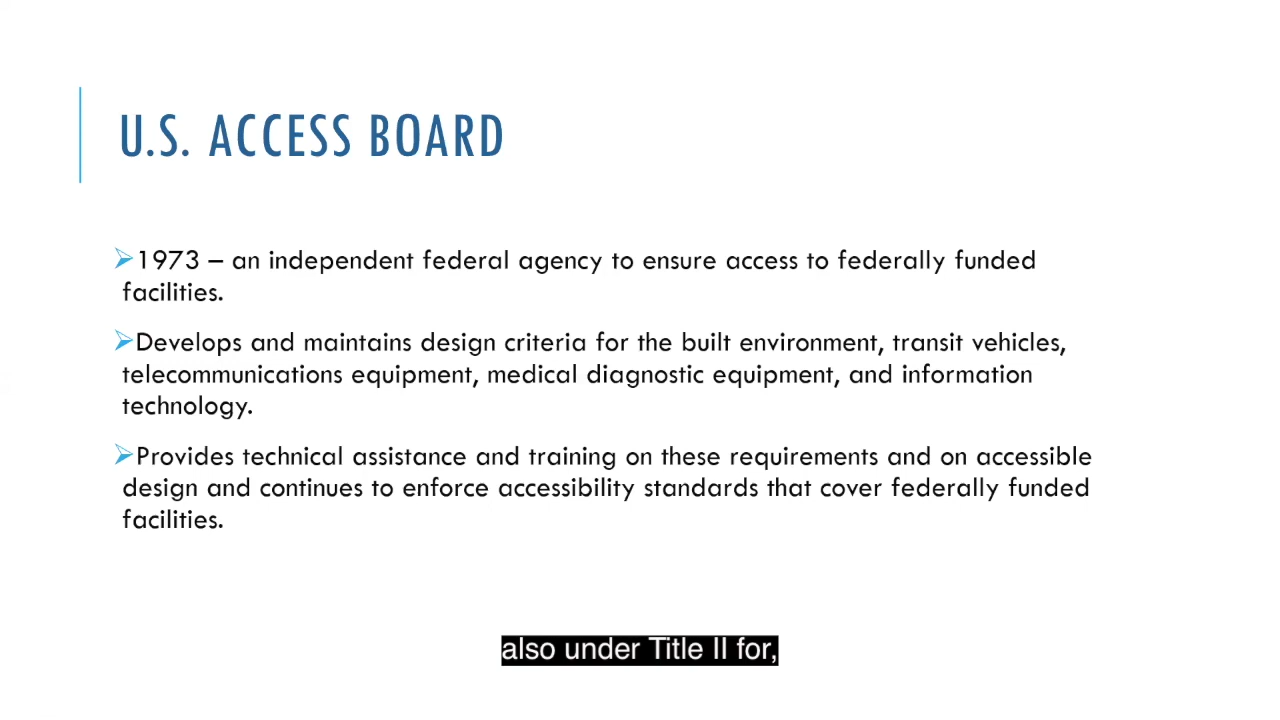 U.S. ACCESS BOARD
➢1973 – an independent federal agency to ensure access to federally funded
facilities.
➢Develops and maintains design criteria for the built environment, transit vehicles,
telecommunications equipment, medical diagnostic equipment, and information
technology.
➢Provides technical assistance and training on these requirements and on accessible
design and continues to enforce accessibility standards that cover federally funded
facilities.
also under Title II for,